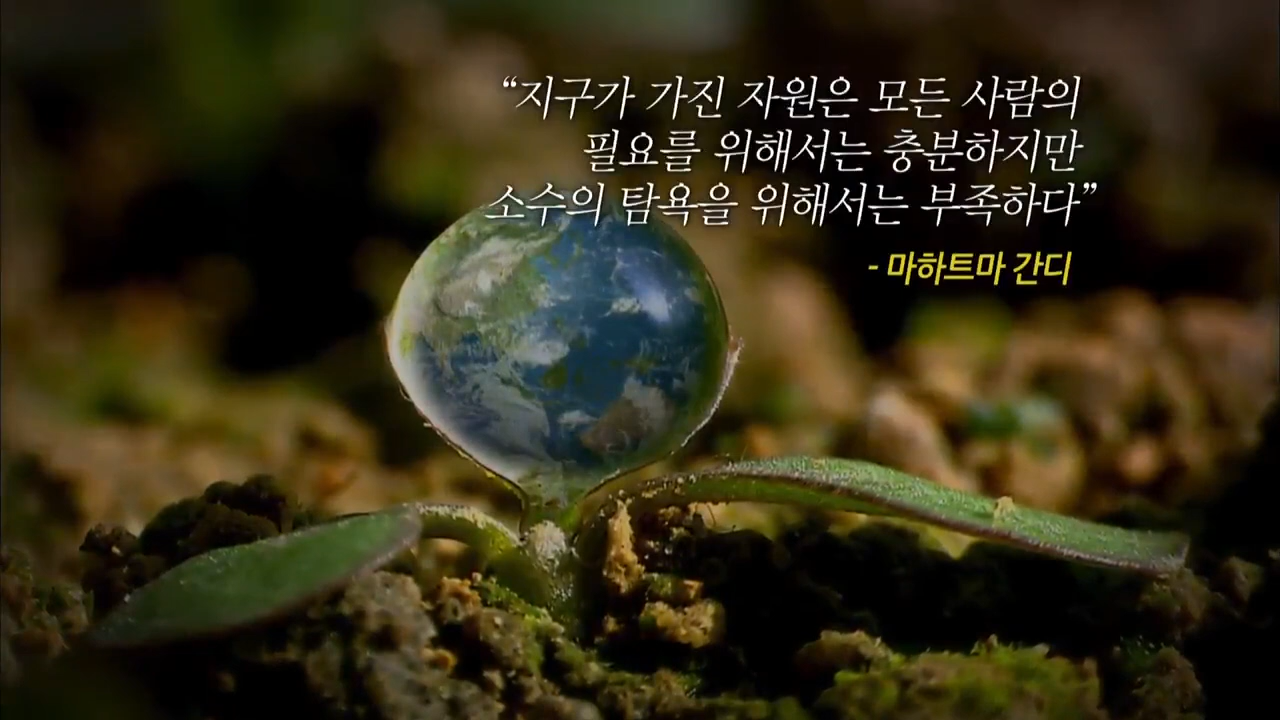 “지구가 가진 자원은 모든 사람의
필요를 위해서는 충분하지만
소수의 탐욕을 위해서는 부족하다”
- 마하트마 간디